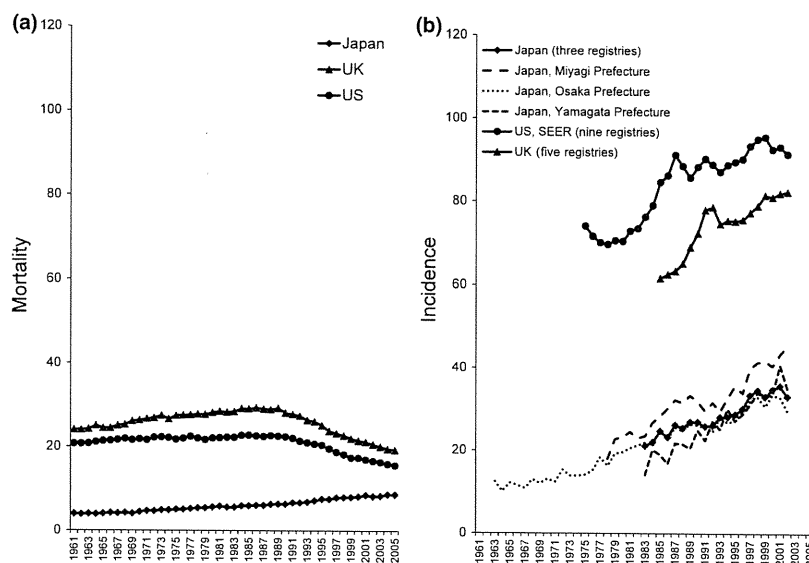 (a)
120
100
80
60
40
20
0
Mortality
Japan
UK
US
1961 1963 1965 1967 1969 1971 1973 1975 1977 1979 1981 1983 1985 1987 1989 1991 1993 1995 1997 1999 2001 2003 2005
(b)
120
100
80
60
40
20
0
Incidence
Japan (three registries)
Japan, Miyagi Prefecture
Japan, Osaka Prefecture
Japan, Yamagata Prefecture
US, SEER (nine registries)
UK (five registries)
1961 1963 1965 1967 1969 1971 1973 1975 1977 1979 1981 1983 1985 1987 1989 1991 1993 1995 1997 1999 2001 2003 2005